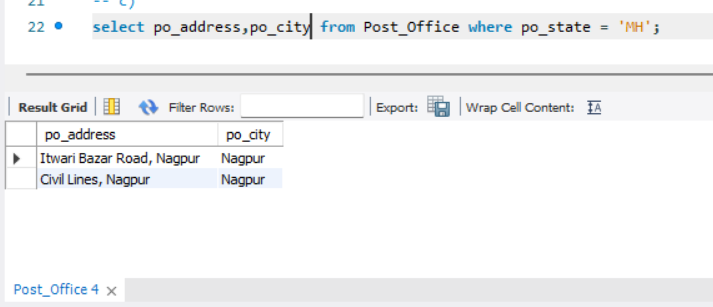 21 -- c)
22 select po_address,po_city from Post_Office where po_state = 'MH';
Result Grid Filter Rows: Export: Wrap Cell Content: IA
po_address po_city
Itwari Bazar Road, Nagpur Nagpur
Civil Lines, Nagpur Nagpur
Post_Office 4 ×